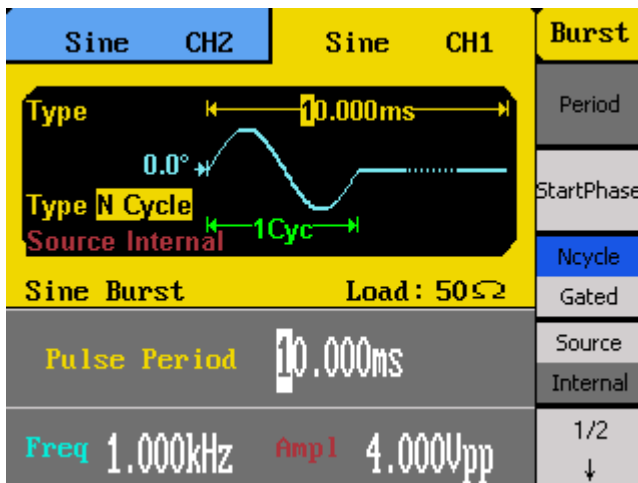 Sine CH2
Sine CH1
Burst
Type
10.000ms
0.0°
Type N Cycle
1Cyc
Source Internal
Sine Burst
Load: 50Ω
Pulse Period
10.000ms
Freq 1.000kHz
Ampl 4.000Vpp
Period
StartPhase
Ncycle
Gated
Source
Internal
1/2
↓